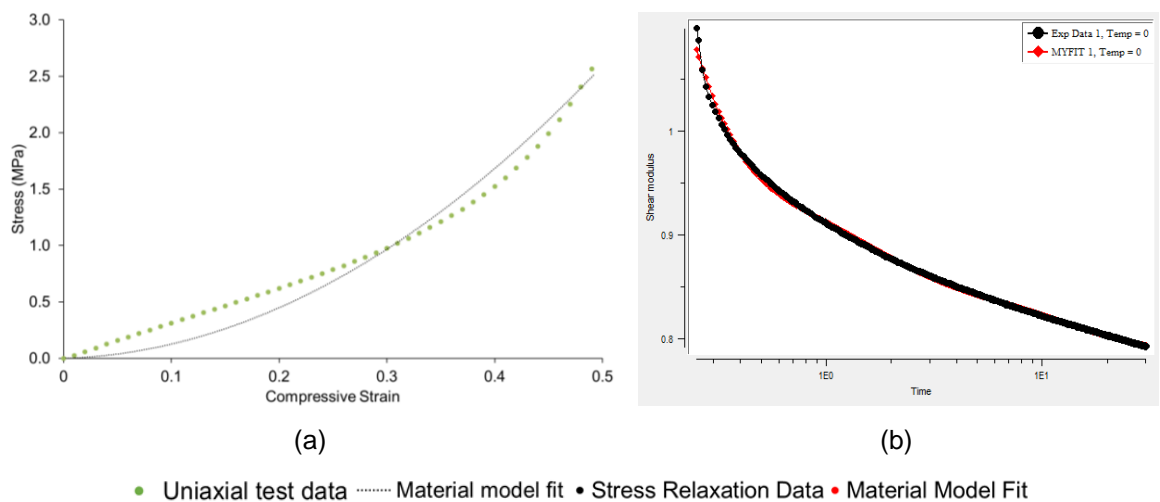 3.0
2.5
2.0
1.5
1.0
0.5
0.0
Stress (MPa)
0
0.1
0.2
0.3
0.4
0.5
Compressive Strain
(a)
Exp Data 1, Temp = 0
MYFIT 1, Temp = 0
1
0.9
0.8
Shear modulus
1E0
1E1
Time
(b)
Uniaxial test data Material model fit Stress Relaxation Data Material Model Fit